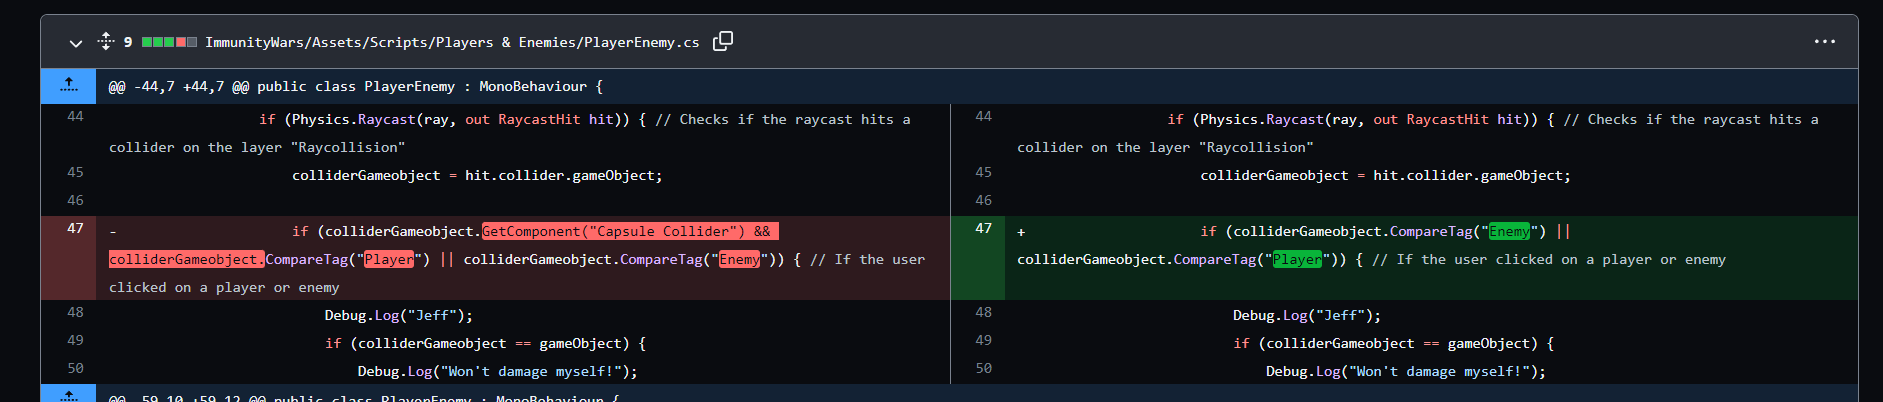 9 ImmunityWars/Assets/Scripts/Players & Enemies/PlayerEnemy.cs
@@ -44,7 +44,7 @@ public class PlayerEnemy : MonoBehaviour {
44 if (Physics.Raycast(ray, out RaycastHit hit)) { // Checks if the raycast hits a
collider on the layer "Raycollision"
45 colliderGameobject = hit.collider.gameObject;
46
47 - if (colliderGameobject.GetComponent("Capsule Collider") &&
colliderGameobject.CompareTag("Player") || colliderGameobject.CompareTag("Enemy")) { // If the user
clicked on a player or enemy
48 Debug.Log("Jeff");
49 if (colliderGameobject == gameObject) {
50 Debug.Log("Won't damage myself!");
44 if (Physics.Raycast(ray, out RaycastHit hit)) { // Checks if the raycast hits a
collider on the layer "Raycollision"
45 colliderGameobject = hit.collider.gameObject;
46
47 + if (colliderGameobject.CompareTag("Enemy") ||
colliderGameobject.CompareTag("Player")) { // If the user clicked on a player or enemy
48 Debug.Log("Jeff");
49 if (colliderGameobject == gameObject) {
50 Debug.Log("Won't damage myself!");
@@ -59,10 +59,12 @@ public class PlayerEnemy : MonoBehaviour {